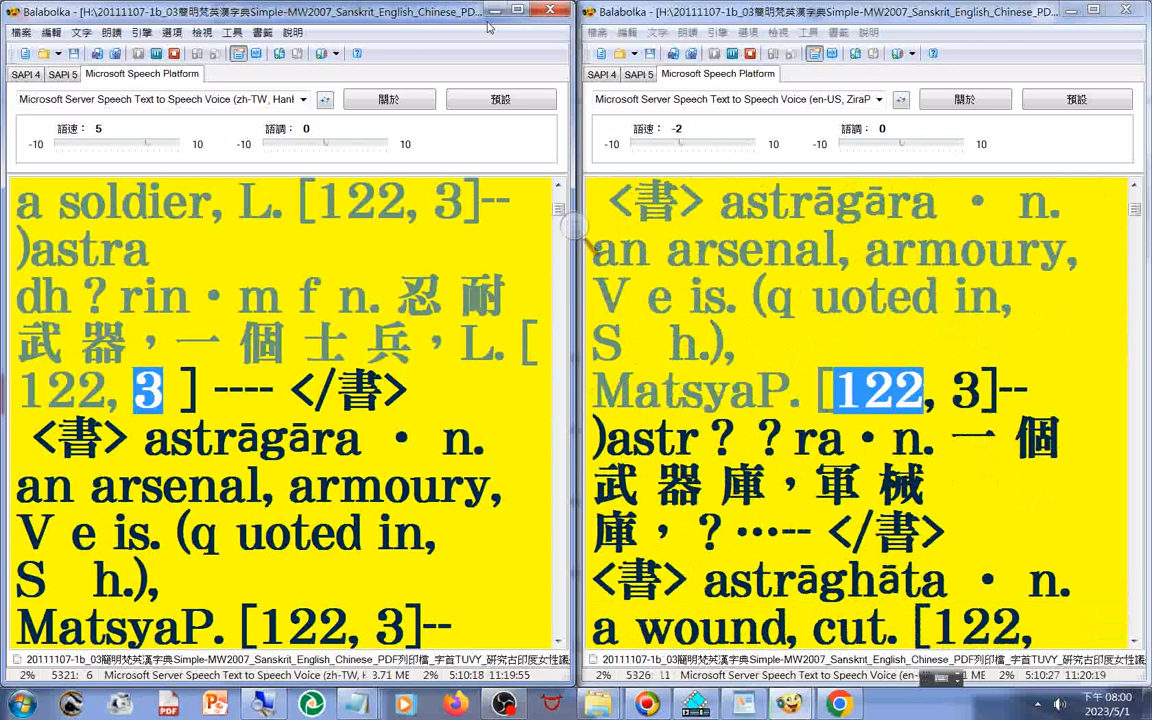 Balabolka - [H:\20111107-1b_03簡明梵英漢字典Simple-MW2007_Sanskrit_English_Chinese_PD...
檔案 編輯 文字 朗讀 引擎 選項 檢視 工具 書籤 說明
SAPI 4 SAPI 5 Microsoft Speech Platform
Microsoft Server Speech Text to Speech Voice (zh-TW, Hanl 關於 預設
語速： 5 語調： 0
-10 10 -10 10
a soldier, L. [122, 3]--
)astra
dh？rin・m f n. 忍 耐
武 器，一 個 士 兵，L. [
122, 3 ] ---- </書>
<書> astrāgāra ・ n.
an arsenal, armoury,
V e is. (q uoted in,
S h.),
MatsyaP. [122, 3]--
20111107-1b_03簡明梵英漢字典Simple-MW2007_Sanskrit_English_Chinese_PDF列印檔_字首TUVY_研究古印度女性議
2% 5321: 6 Microsoft Server Speech Text to Speech Voice (zh-TW, H 3.71 ME 2% 5:10:18 11:19:55
Balabolka - [H:\20111107-1b_03簡明梵英漢字典Simple-MW2007_Sanskrit_English_Chinese_PD...
檔案 編輯 文字 朗讀 引擎 選項 檢視 工具 書籤 說明
SAPI 4 SAPI 5 Microsoft Speech Platform
Microsoft Server Speech Text to Speech Voice (en-US, ZiraP 關於 預設
語速： -2 語調： 0
-10 10 -10 10
<書> astrāgāra ・ n.
an arsenal, armoury,
V e is. (q uoted in,
S h.),
MatsyaP. [122, 3]--
)astr？？ra・n. 一 個
武 器 庫，軍 械
庫，？…-- </書>
<書> astrāghāta ・ n.
a wound, cut. [122,
20111107-1b_03簡明梵英漢字典Simple-MW2007_Sanskrit_English_Chinese_PDF列印檔_字首TUVY_研究古印度女性議
2% 5326: 11 Microsoft Server Speech Text to Speech Voice (en-U ME 2% 5:10:27 11:20:19
下午 08:00
2023/5/1